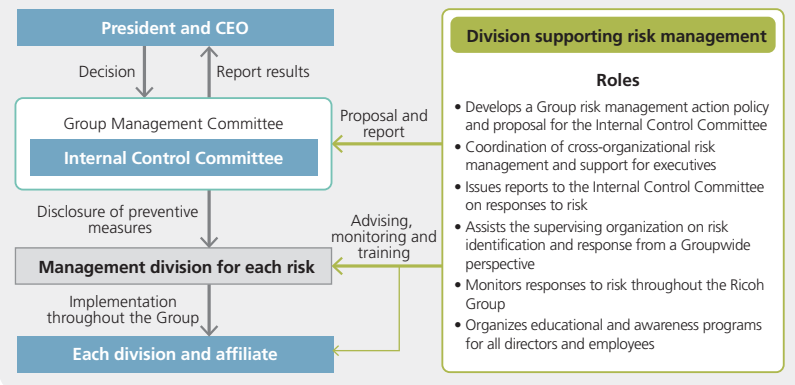 President and CEO
Decision
Report results
Group Management Committee
Internal Control Committee
Proposal and
report
Disclosure of preventive
measures
Advising,
monitoring and
training
Management division for each risk
Implementation
throughout the Group
Each division and affiliate
Division supporting risk management
Roles
• Develops a Group risk management action policy
and proposal for the Internal Control Committee
• Coordination of cross-organizational risk
management and support for executives
• Issues reports to the Internal Control Committee
on responses to risk
• Assists the supervising organization on risk
identification and response from a Groupwide
perspective
• Monitors responses to risk throughout the Ricoh
Group
• Organizes educational and awareness programs
for all directors and employees